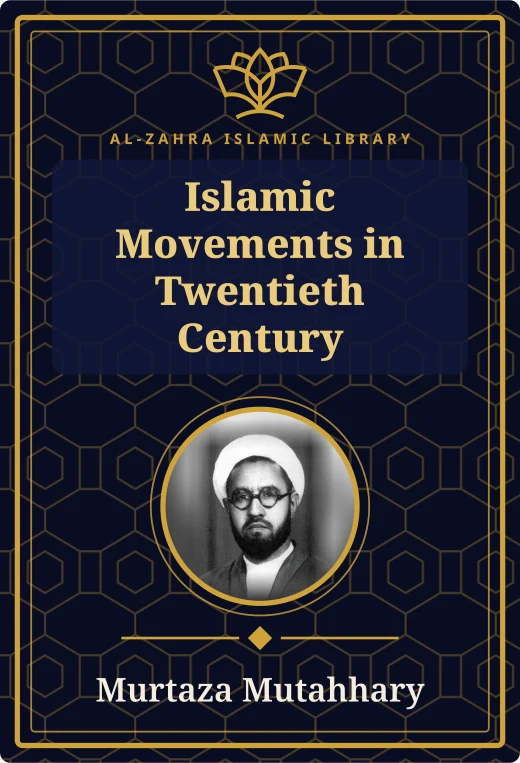 AL-ZAHRA ISLAMIC LIBRARY
Islamic
Movements in
Twentieth
Century
Murtaza Mutahhary